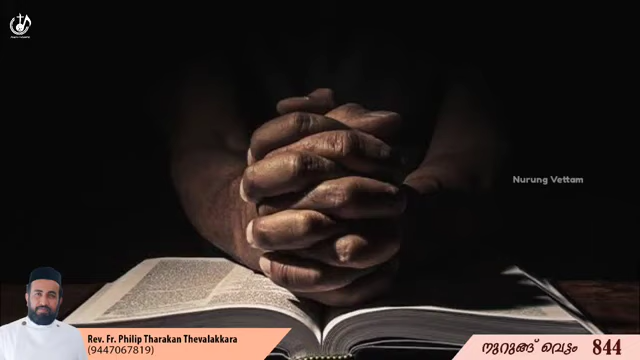 Nurung Vettam
Rev. Fr. Philip Tharakan Thevalakkara
(9447067819)
നുറുങ്ങ് വെട്ടം 844